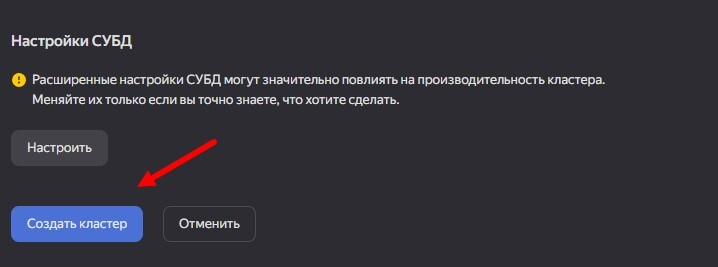 Настройки СУБД
Расширенные настройки СУБД могут значительно повлиять на производительность кластера.
Меняйте их только если вы точно знаете, что хотите сделать.
Настроить
Создать кластер
Отменить